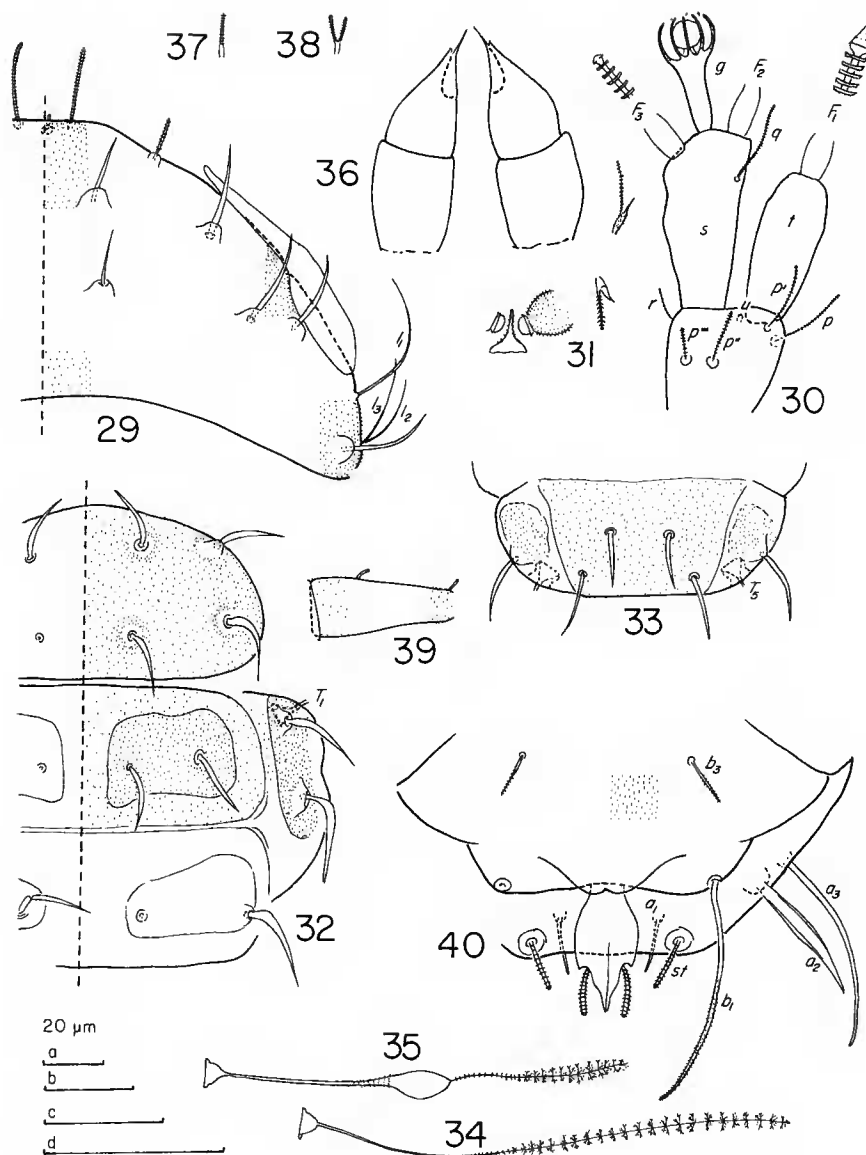 37
38
36
g
F₂
F₃
F₁
q
s
t
31
r
u
p'
p
p'''
p''
30
l₁
l₃
l₂
29
39
33
T₅
T₁
32
b₃
a₃
a₁
40
st
b₁
a₂
20 μm
a
b
c
d
35
34